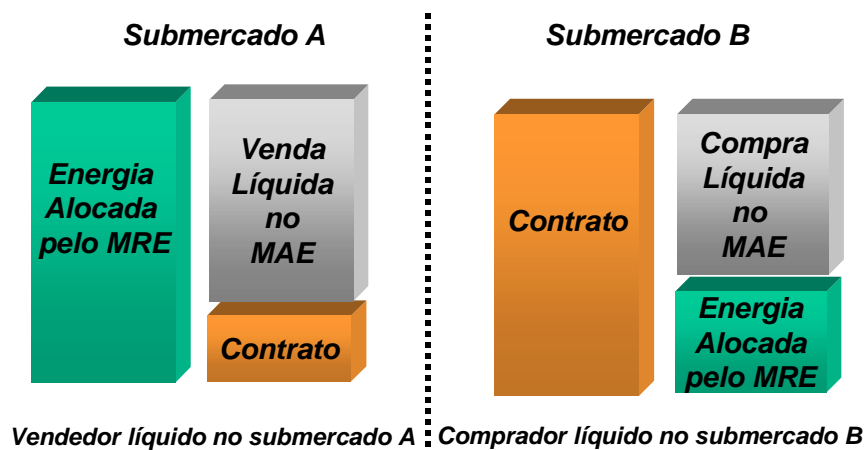 Submercado A
Energia
Alocada
pelo MRE
Venda
Líquida
no
MAE
Contrato
Vendedor líquido no submercado A
Submercado B
Contrato
Compra
Líquida
no
MAE
Energia
Alocada
pelo MRE
Comprador líquido no submercado B